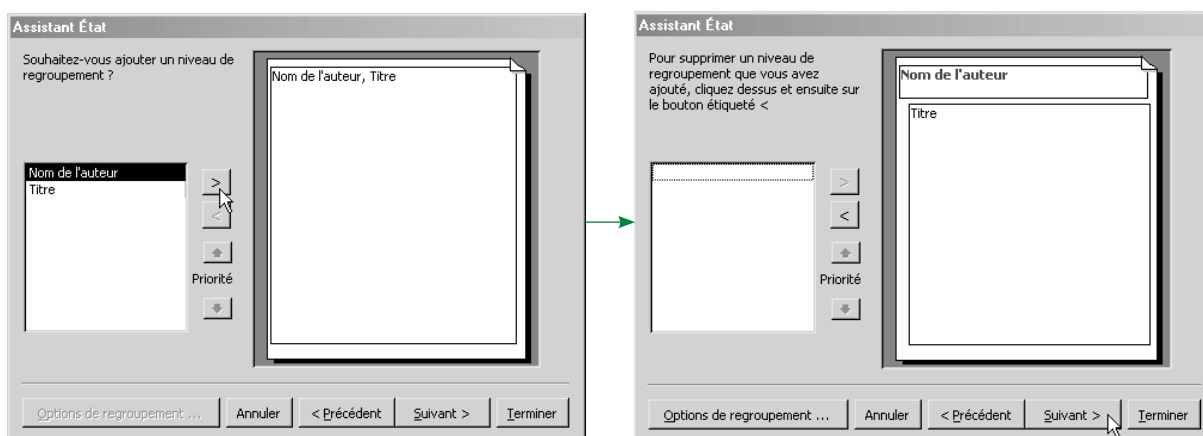 Assistant État
Souhaitez-vous ajouter un niveau de
regroupement ?
Nom de l'auteur, Titre
Nom de l'auteur
Titre
>
<
Priorité
Options de regroupement ...
Annuler
< Précédent
Suivant >
Terminer
Assistant État
Pour supprimer un niveau de
regroupement que vous avez
ajouté, cliquez dessus et ensuite sur
le bouton étiqueté <
Nom de l'auteur
Titre
>
<
Priorité
Options de regroupement ...
Annuler
< Précédent
Suivant >
Terminer